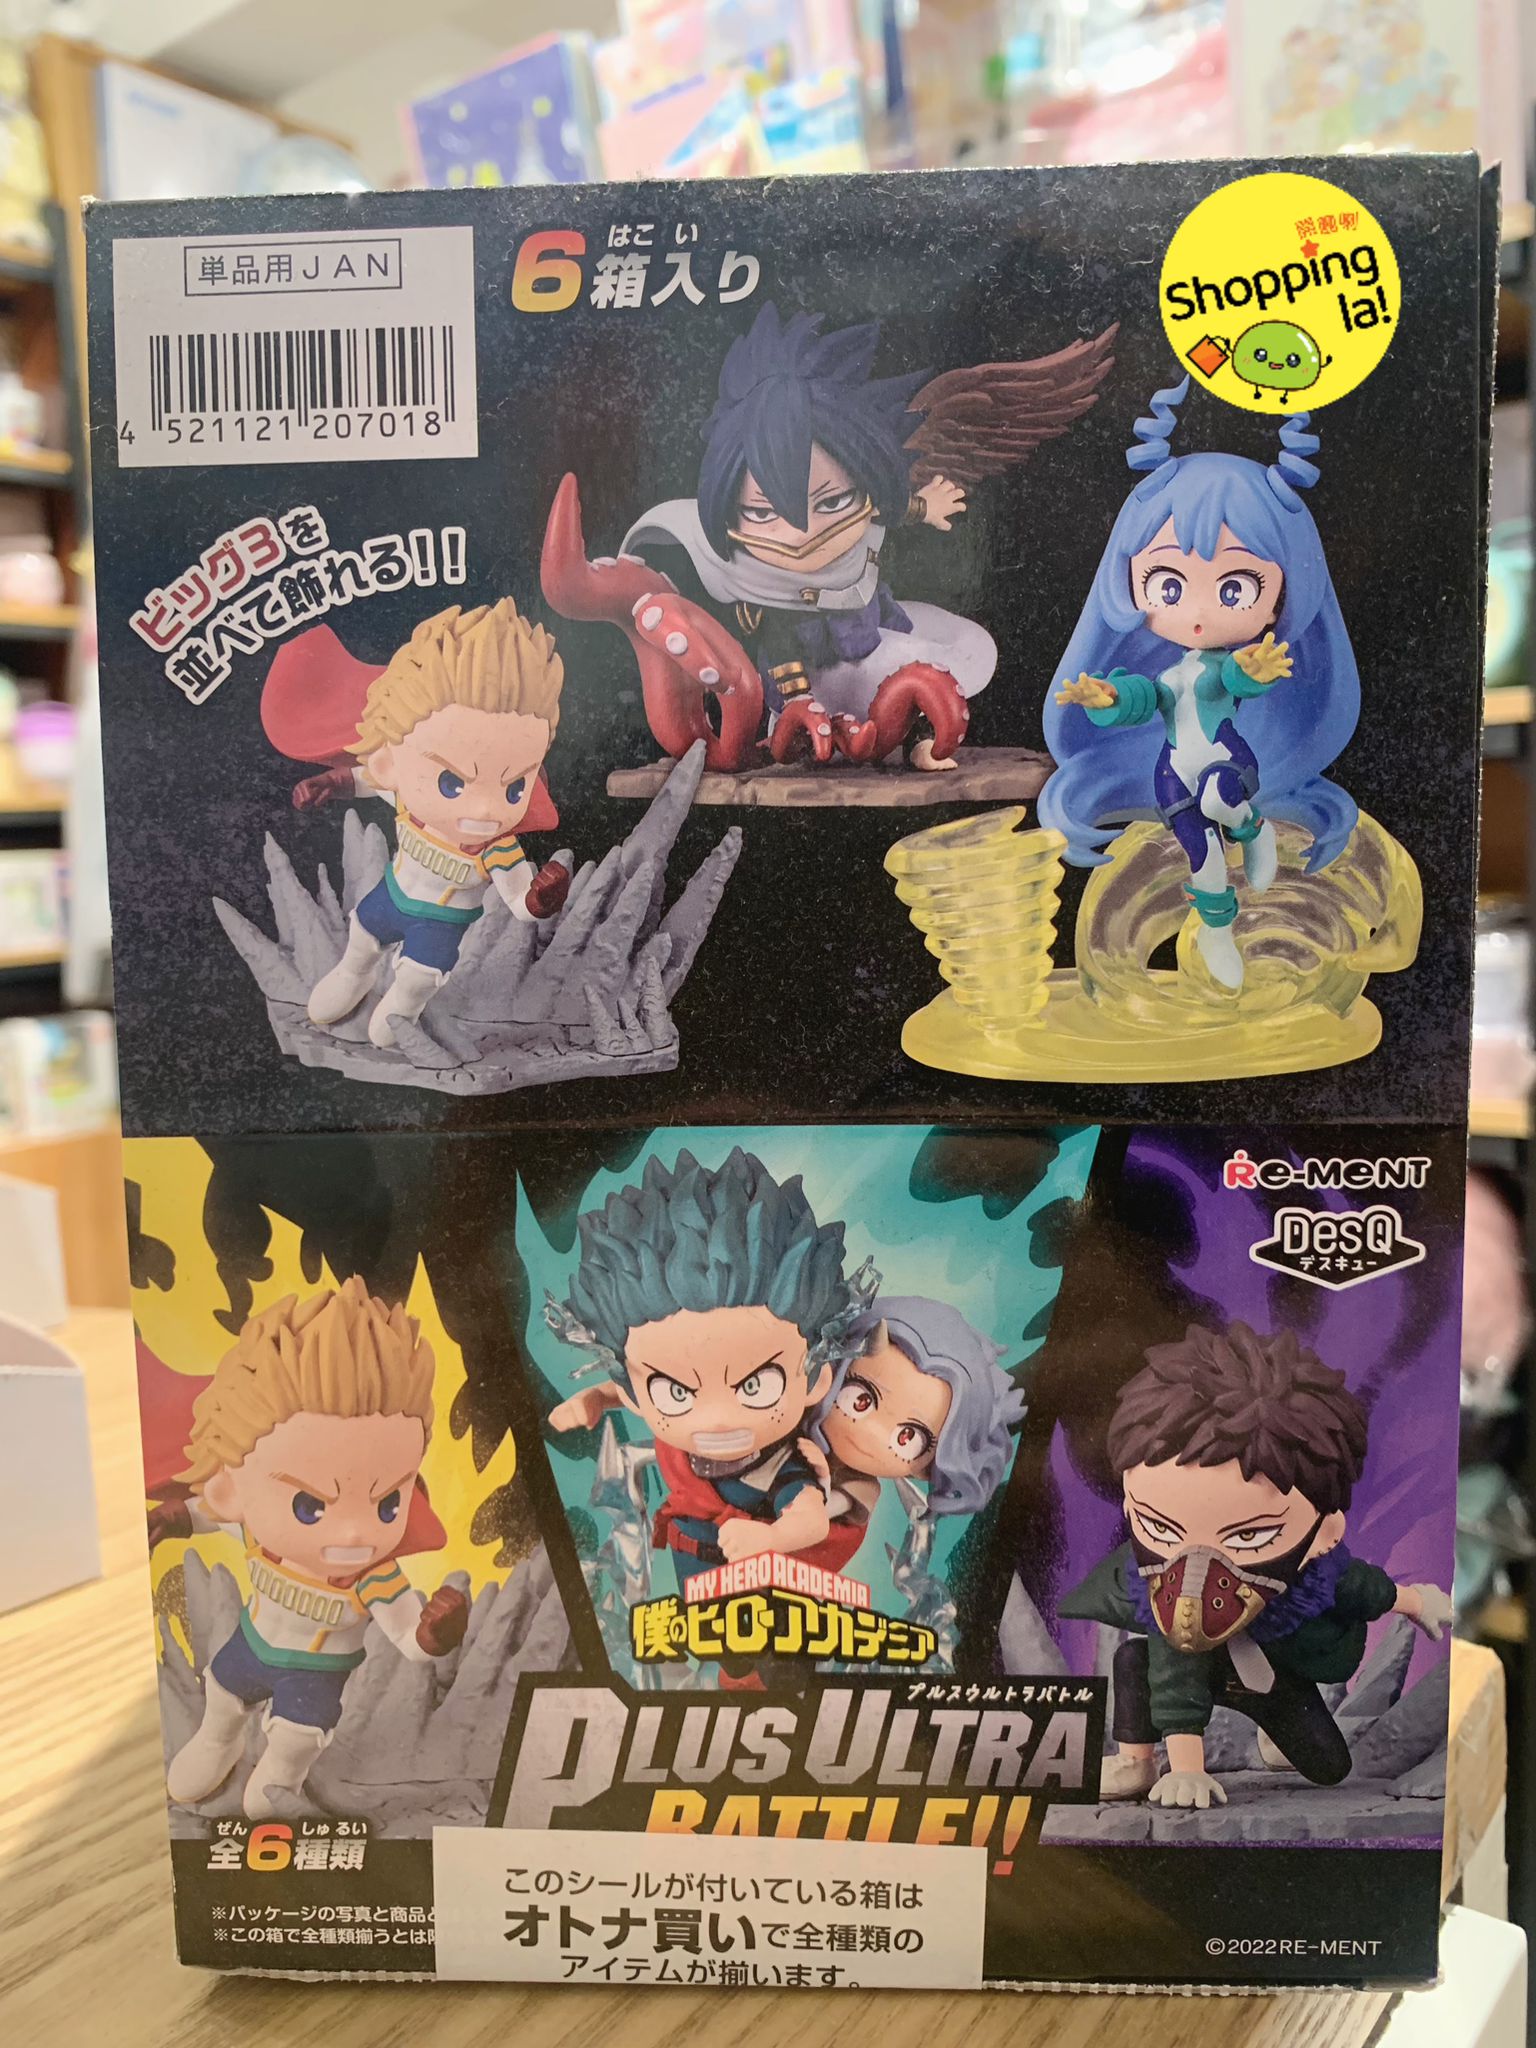 単品用JAN
4 521121 207018
はこ い
6箱入り
Shopping
la!
ビッグ3を
並べて飾れる!!
Re-MeNT
DesQ
デスキュー
MY HERO ACADEMIA
僕のヒーローアカデミア
プルスウルトラバトル
PLUS ULTRA
BATTLE!!
ぜん しゅ るい
全6種類
※パッケージの写真と商品と
※この箱で全種類揃うとは限
このシールが付いている箱は
オトナ買いで全種類の
アイテムが揃います。
©2022 RE-MENT